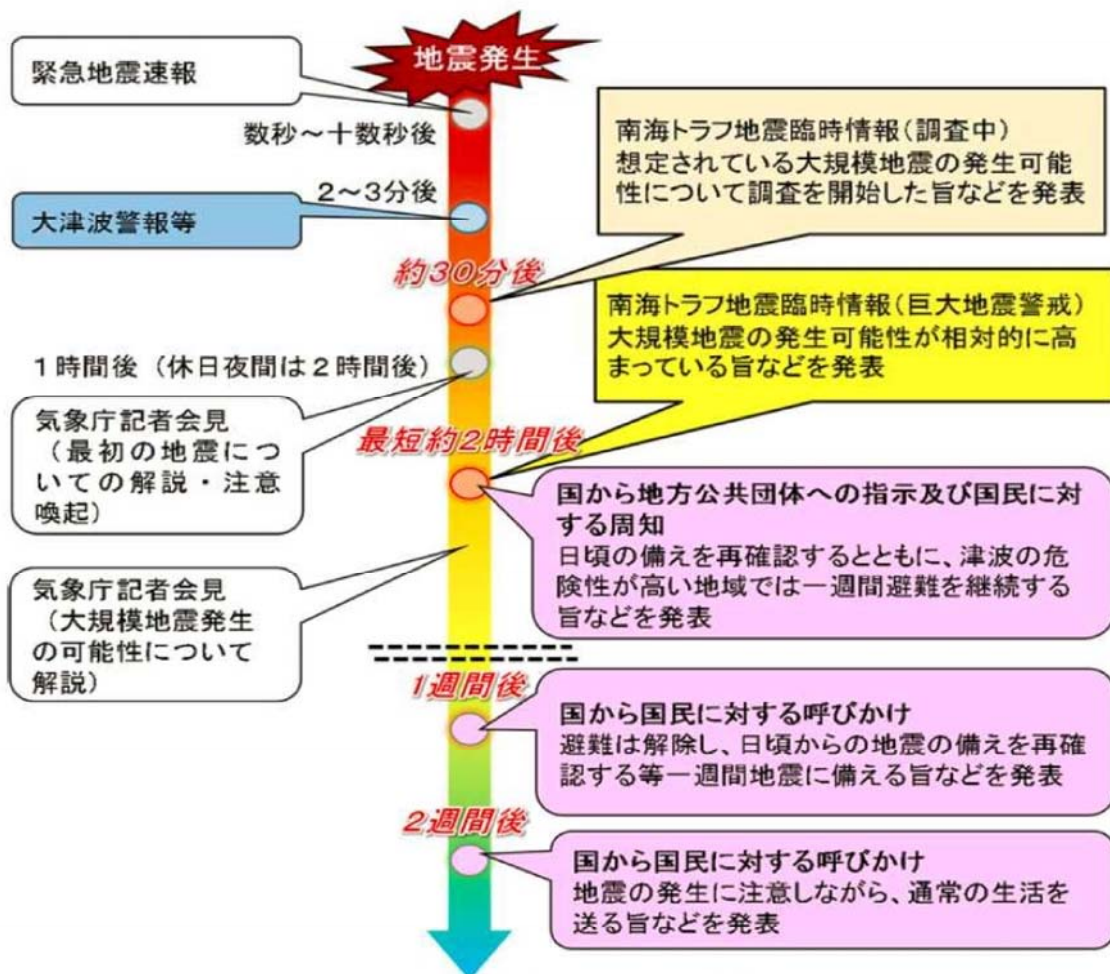 地震発生
緊急地震速報
数秒～十数秒後
２～３分後
大津波警報等
南海トラフ地震臨時情報（調査中）
想定されている大規模地震の発生可能
性について調査を開始した旨などを発表
約３０分後
南海トラフ地震臨時情報（巨大地震警戒）
大規模地震の発生可能性が相対的に高
まっている旨などを発表
１時間後（休日夜間は２時間後）
気象庁記者会見
（最初の地震につ
いての解説・注意
喚起）
最短約２時間後
国から地方公共団体への指示及び国民に対
する周知
日頃の備えを再確認するとともに、津波の危
険性が高い地域では一週間避難を継続する
旨などを発表
気象庁記者会見
（大規模地震発生
の可能性について
解説）
１週間後
国から国民に対する呼びかけ
避難は解除し、日頃からの地震の備えを再確
認する等一週間地震に備える旨などを発表
２週間後
国から国民に対する呼びかけ
地震の発生に注意しながら、通常の生活を
送る旨などを発表